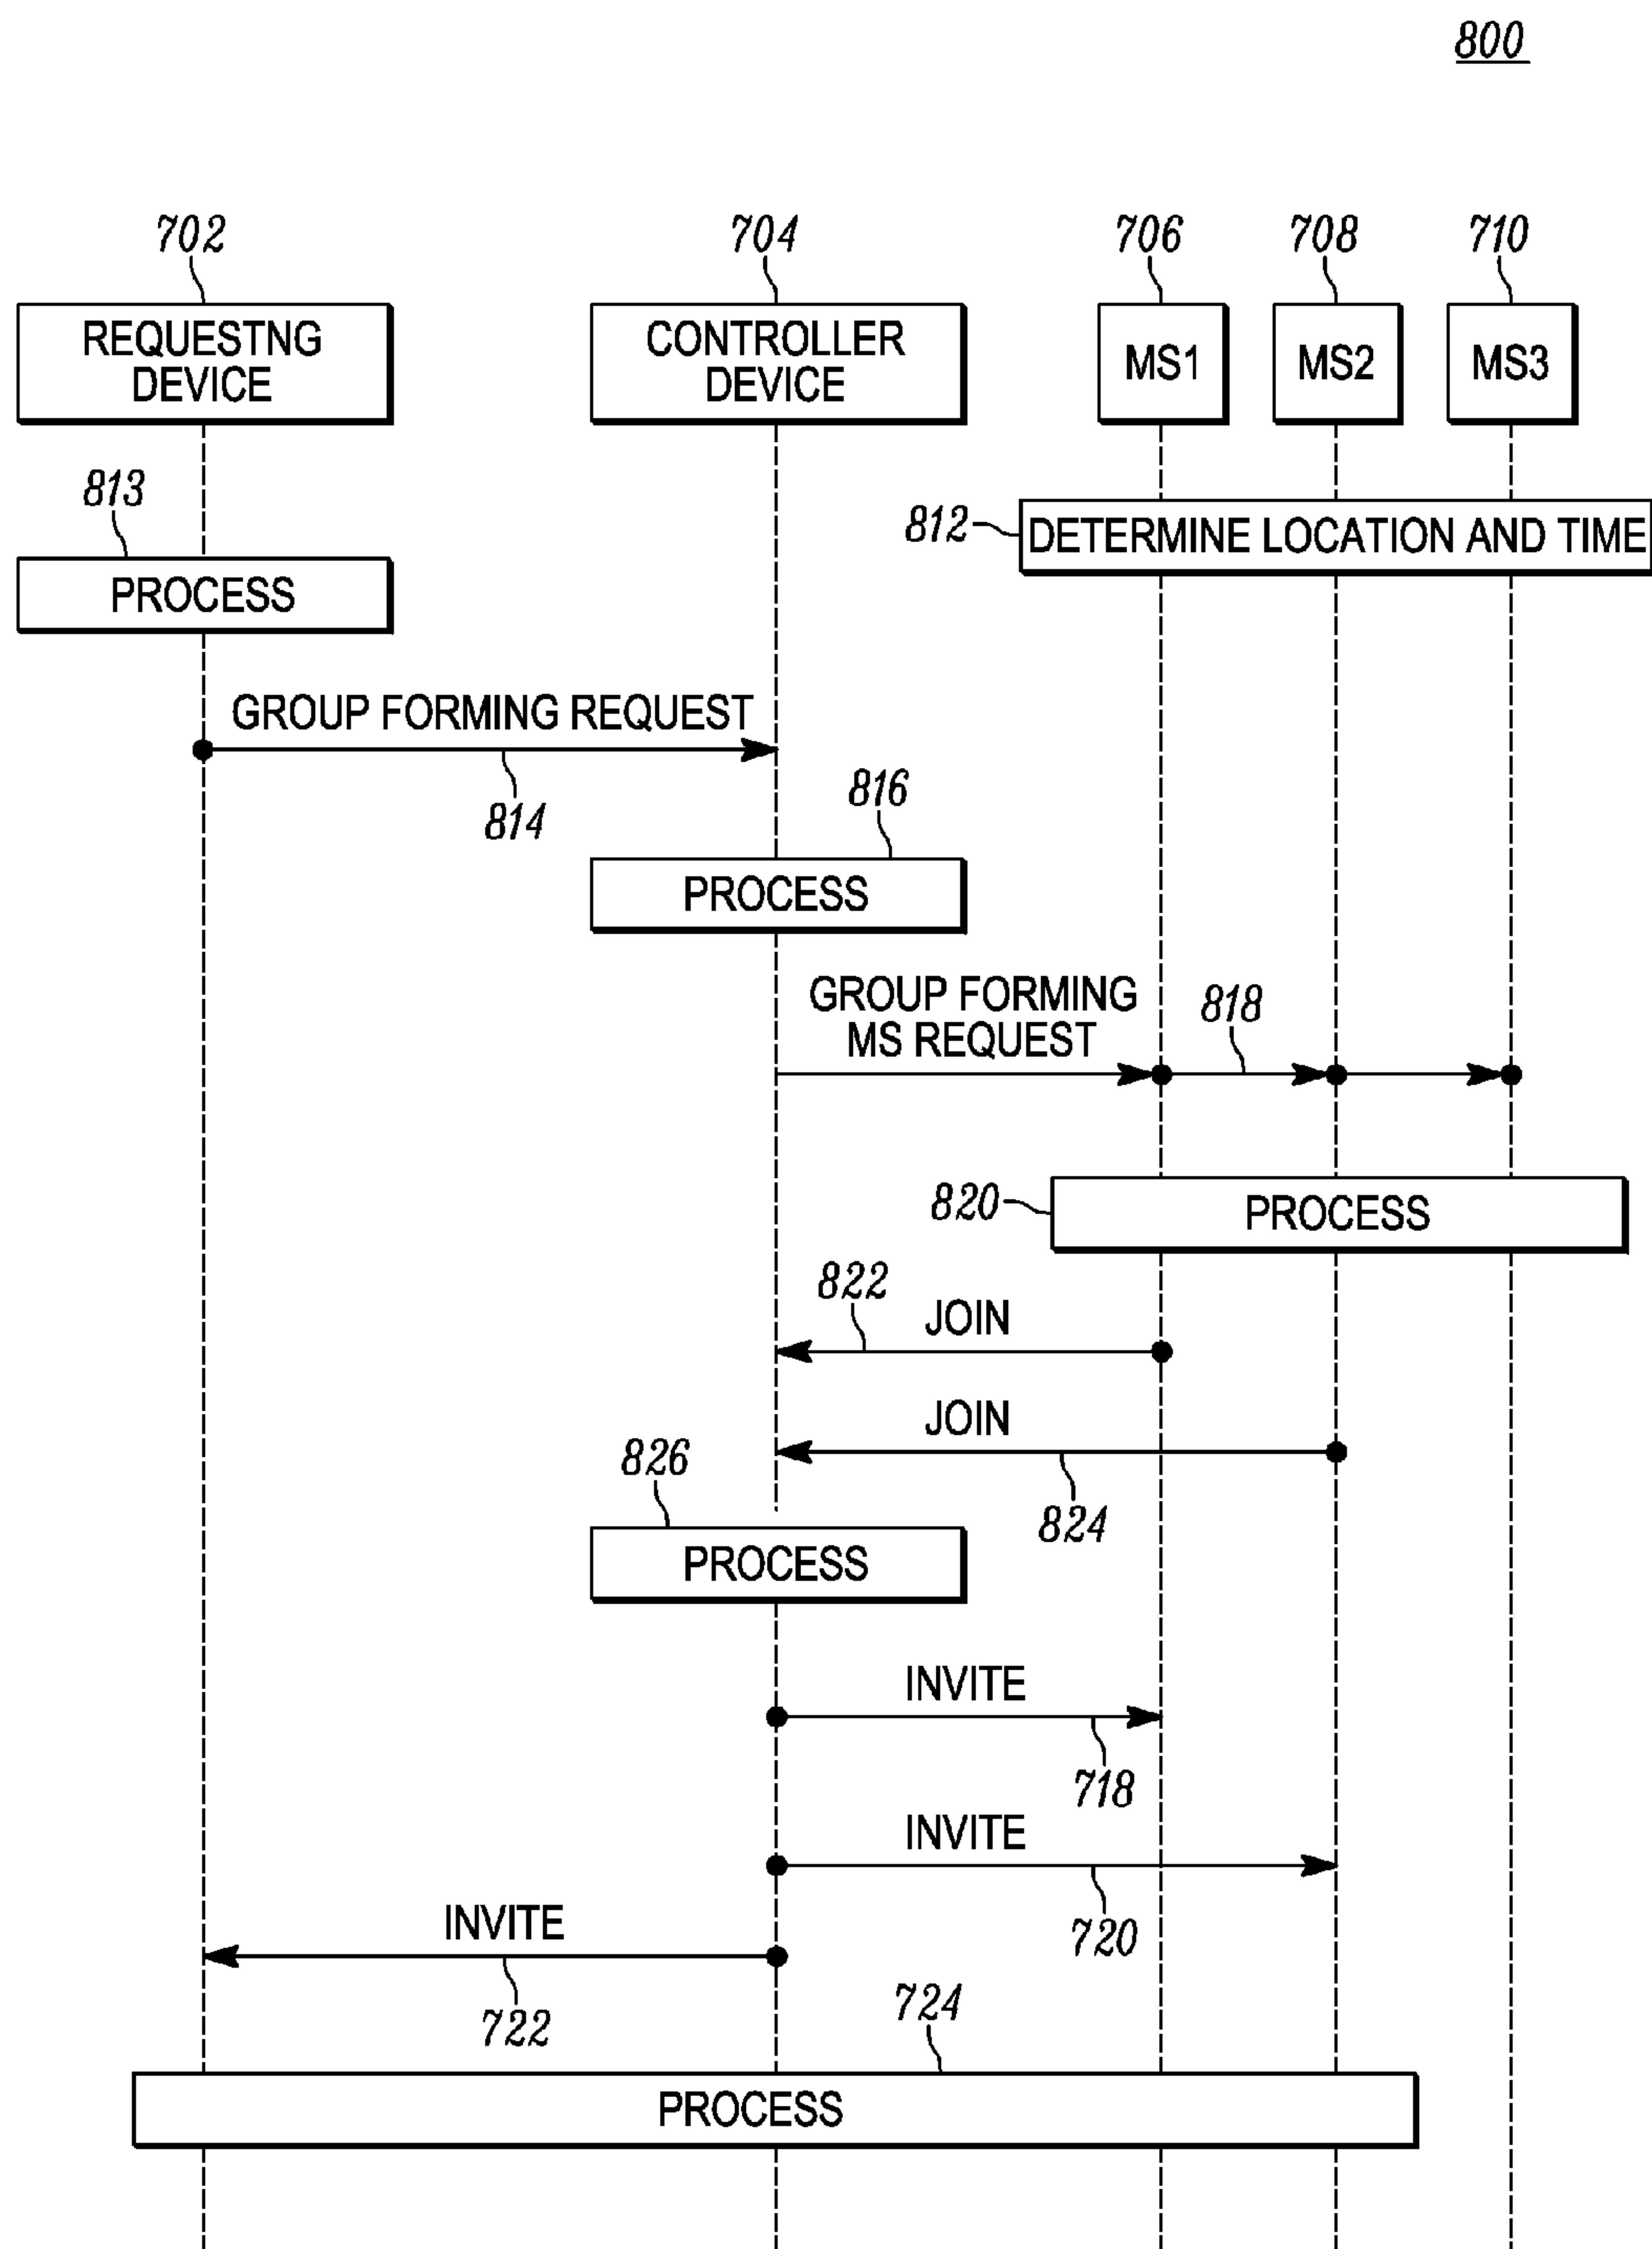 800
702
704
706
708
710
REQUESTNG
DEVICE
CONTROLLER
DEVICE
MS1
MS2
MS3
813
812
DETERMINE LOCATION AND TIME
PROCESS
GROUP FORMING REQUEST
814
816
PROCESS
GROUP FORMING
MS REQUEST
818
820
PROCESS
822
JOIN
JOIN
824
826
PROCESS
INVITE
718
INVITE
720
INVITE
722
724
PROCESS